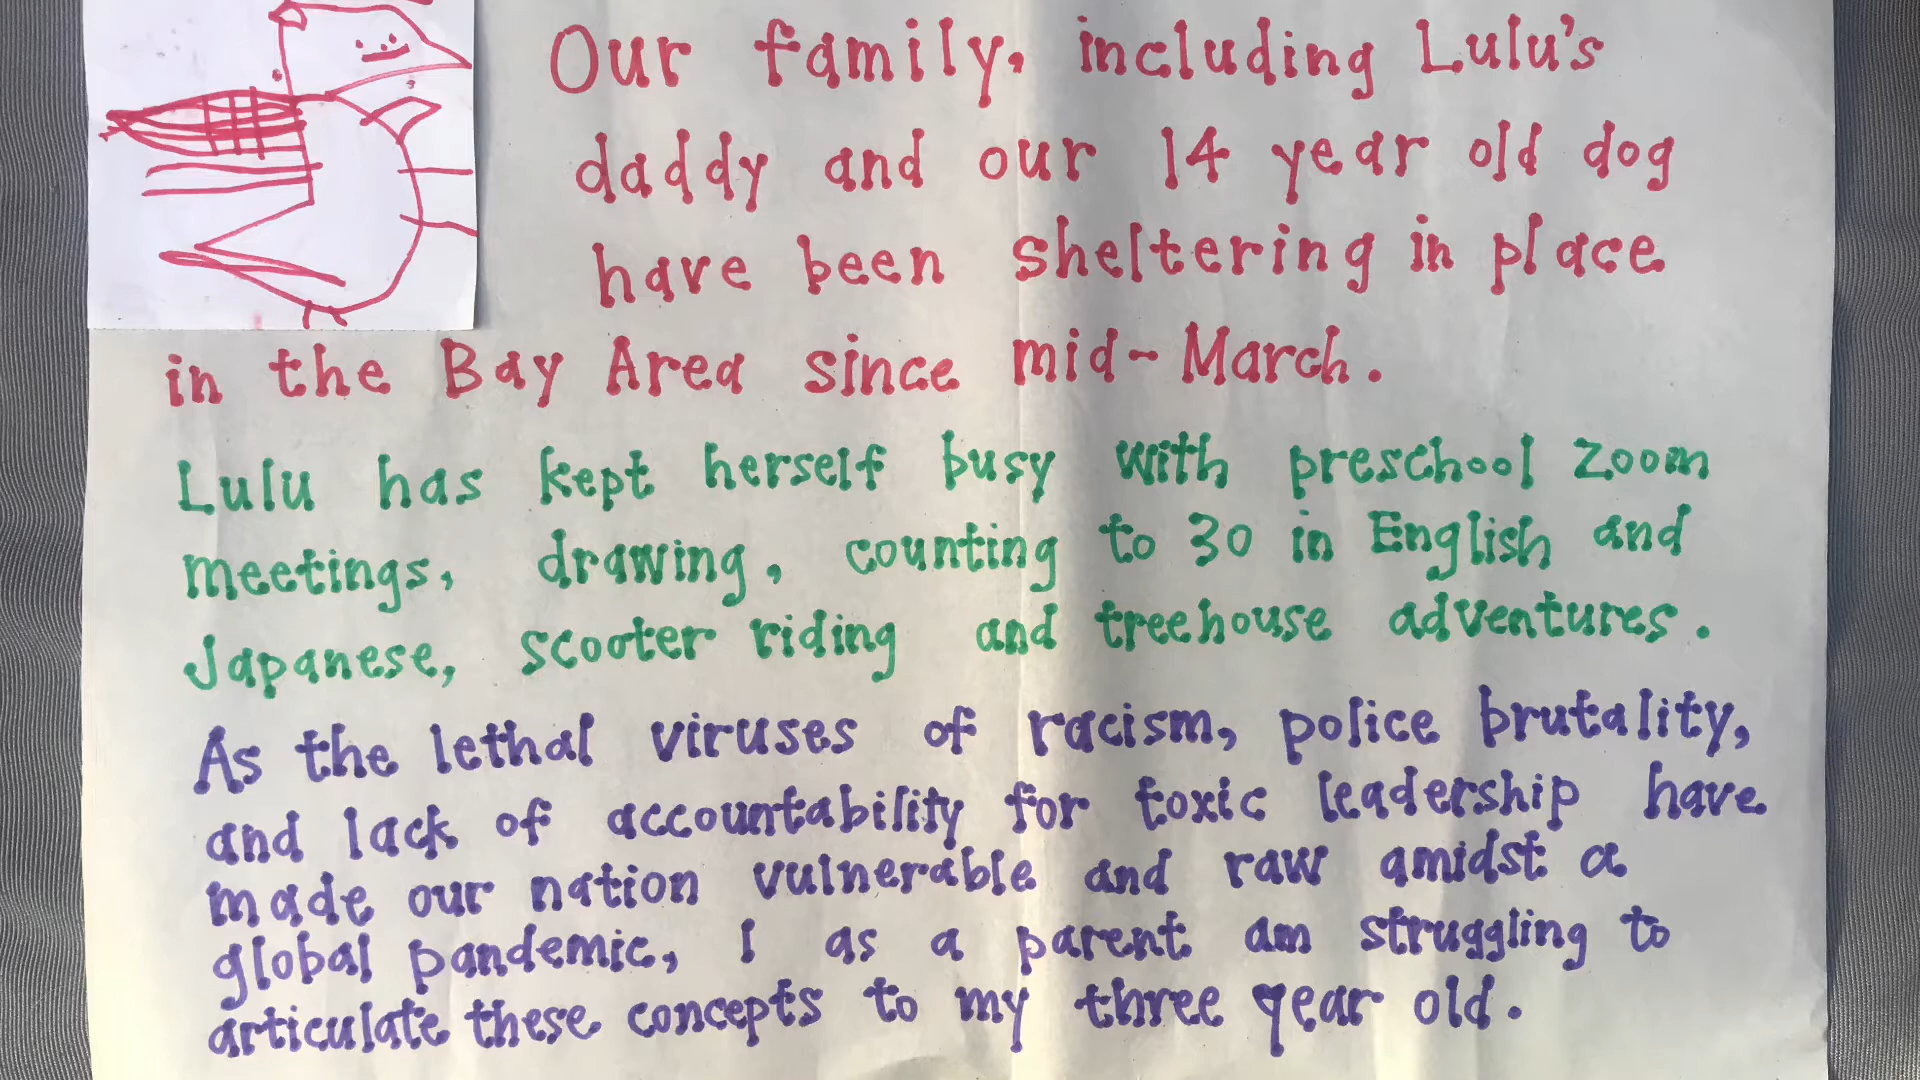 Our family, including Lulu's
daddy and our 14 year old dog
have been sheltering in place
in the Bay Area since mid-March.
Lulu has kept herself busy with preschool zoom
meetings, drawing, counting to 30 in English and
Japanese, scooter riding and treehouse adventures.
As the lethal viruses of racism, police brutality,
and lack of accountability for toxic leadership have
made our nation vulnerable and raw amidst a
global pandemic, I as a parent am struggling to
articulate these concepts to my three year old.